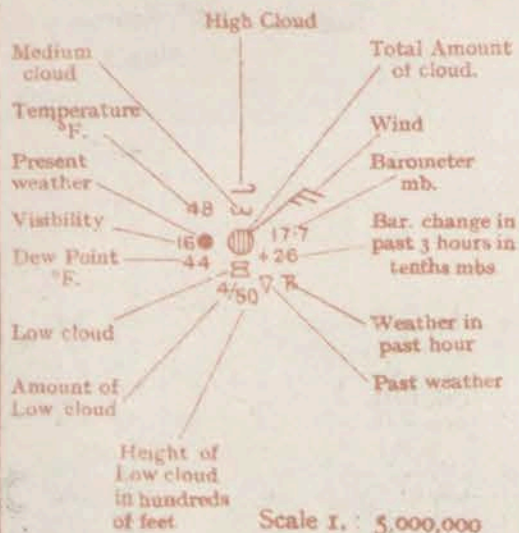 High Cloud
Medium
cloud
Total Amount
of cloud.
Temperature
°F.
Wind
Present
weather
Barometer
mb.
48
Visibility
16
17.7
Bar. change in
past 3 hours in
tenths mbs
Dew Point
°F.
44
+26
4/50
Low cloud
Weather in
past hour
Amount of
Low cloud
Past weather
Height of
Low cloud
in hundreds
of feet
Scale 1. : 5,000,000